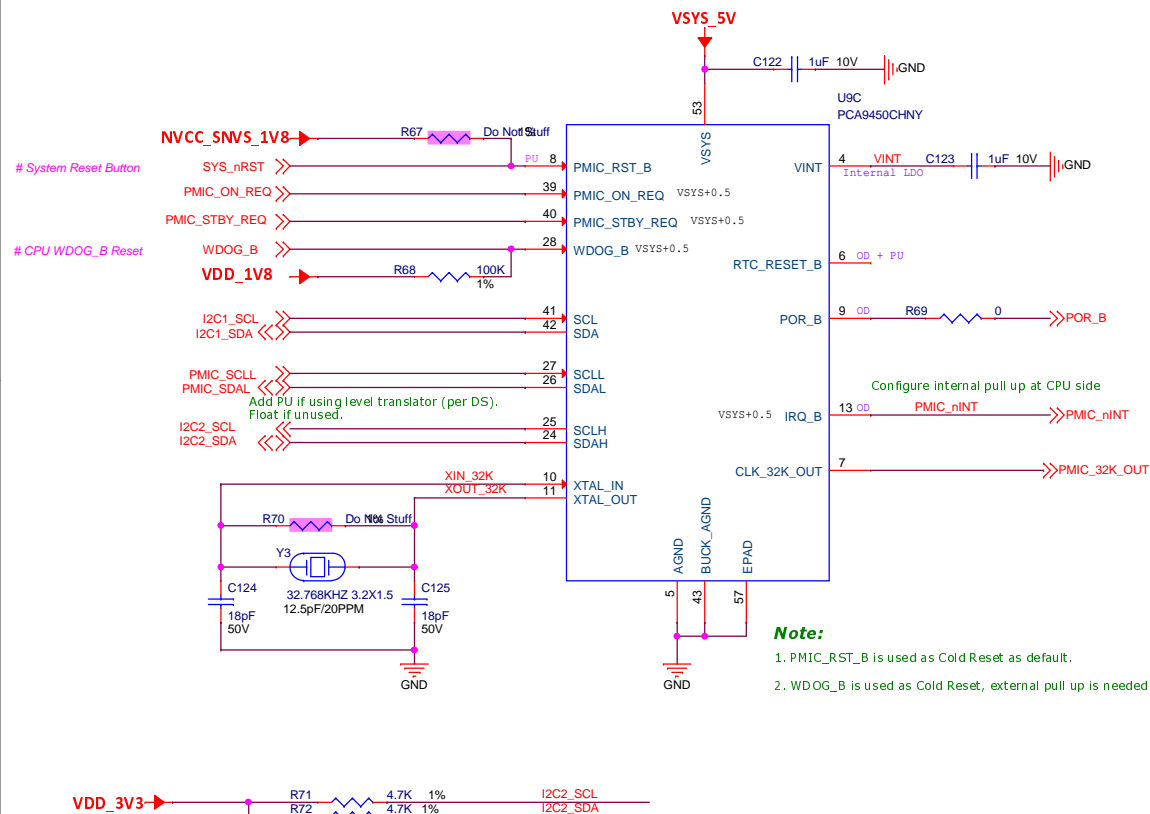 VSYS_5V
C122 1uF 10V GND
U9C
PCA9450CHNY
53
VSYS
NVCC_SNVS_1V8 R67 Do Not Stuff 1%
# System Reset Button SYS_nRST PU 8 PMIC_RST_B
VINT 4 VINT C123 1uF 10V GND
Internal LDO
PMIC_ON_REQ 39 PMIC_ON_REQ VSYS+0.5
PMIC_STBY_REQ 40 PMIC_STBY_REQ VSYS+0.5
# CPU WDOG_B Reset WDOG_B 28 WDOG_B VSYS+0.5
RTC_RESET_B 6 OD + PU
VDD_1V8 R68 100K
1%
I2C1_SCL 41 SCL
I2C1_SDA 42 SDA
POR_B 9 OD R69 0 POR_B
PMIC_SCLL 27 SCLL
PMIC_SDAL 26 SDAL
Configure internal pull up at CPU side
Add PU if using level translator (per DS).
Float if unused.
VSYS+0.5 IRQ_B 13 OD PMIC_nINT PMIC_nINT
I2C2_SCL 25 SCLH
I2C2_SDA 24 SDAH
CLK_32K_OUT 7 PMIC_32K_OUT
XIN_32K 10 XTAL_IN
XOUT_32K 11 XTAL_OUT
R70 Do Not Stuff 1%
Y3
AGND BUCK_AGND EPAD
C124 C125
32.768KHZ 3.2X1.5
12.5pF/20PPM
18pF 18pF
50V 50V
5 43 57
GND GND
Note:
1. PMIC_RST_B is used as Cold Reset as default.
2. WDOG_B is used as Cold Reset, external pull up is needed
VDD_3V3 R71 4.7K 1% I2C2_SCL
R72 4.7K 1% I2C2_SDA